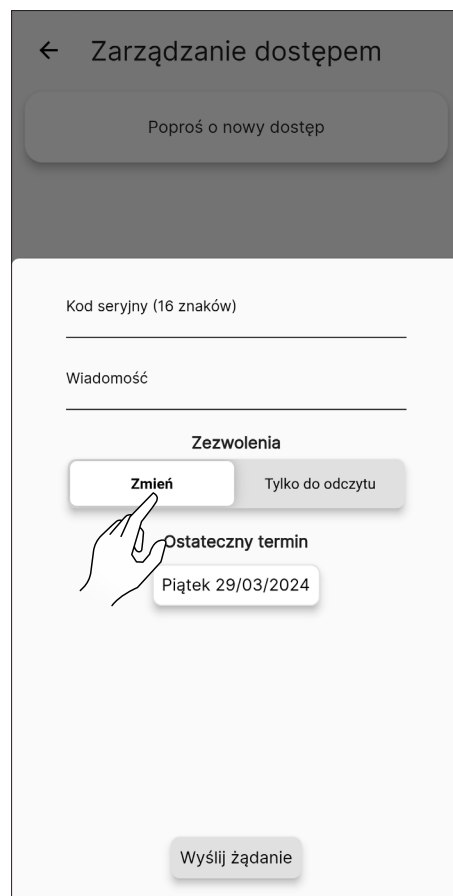 Zarządzanie dostępem
Poproś o nowy dostęp
Kod seryjny (16 znaków)
Wiadomość
Zezwolenia
Zmień
Tylko do odczytu
Ostateczny termin
Piątek 29/03/2024
Wyślij żądanie